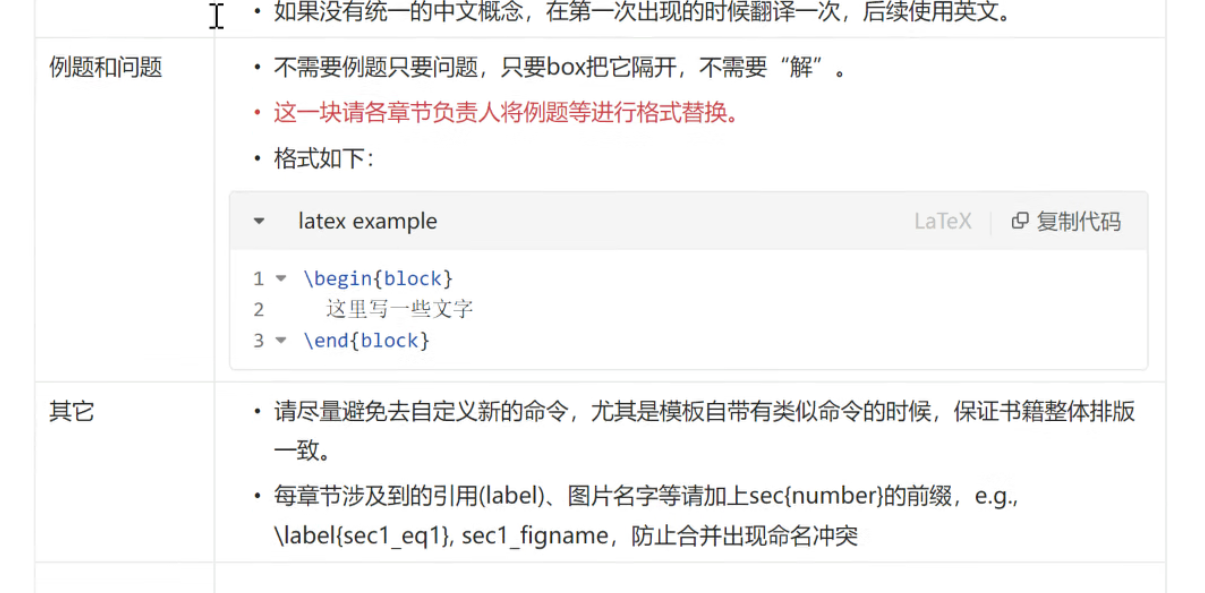 • 如果没有统一的中文概念，在第一次出现的时候翻译一次，后续使用英文。
例题和问题
• 不需要例题只要问题，只要box把它隔开，不需要“解”。
• 这一块请各章节负责人将例题等进行格式替换。
• 格式如下：
latex example
LaTeX
复制代码
1 \begin{block}
2 这里写一些文字
3 \end{block}
其它
• 请尽量避免去自定义新的命令，尤其是模板自带有类似命令的时候，保证书籍整体排版
一致。
• 每章节涉及到的引用(label)、图片名字等请加上sec{number}的前缀，e.g.,
\label{sec1_eq1}, sec1_figname，防止合并出现命名冲突